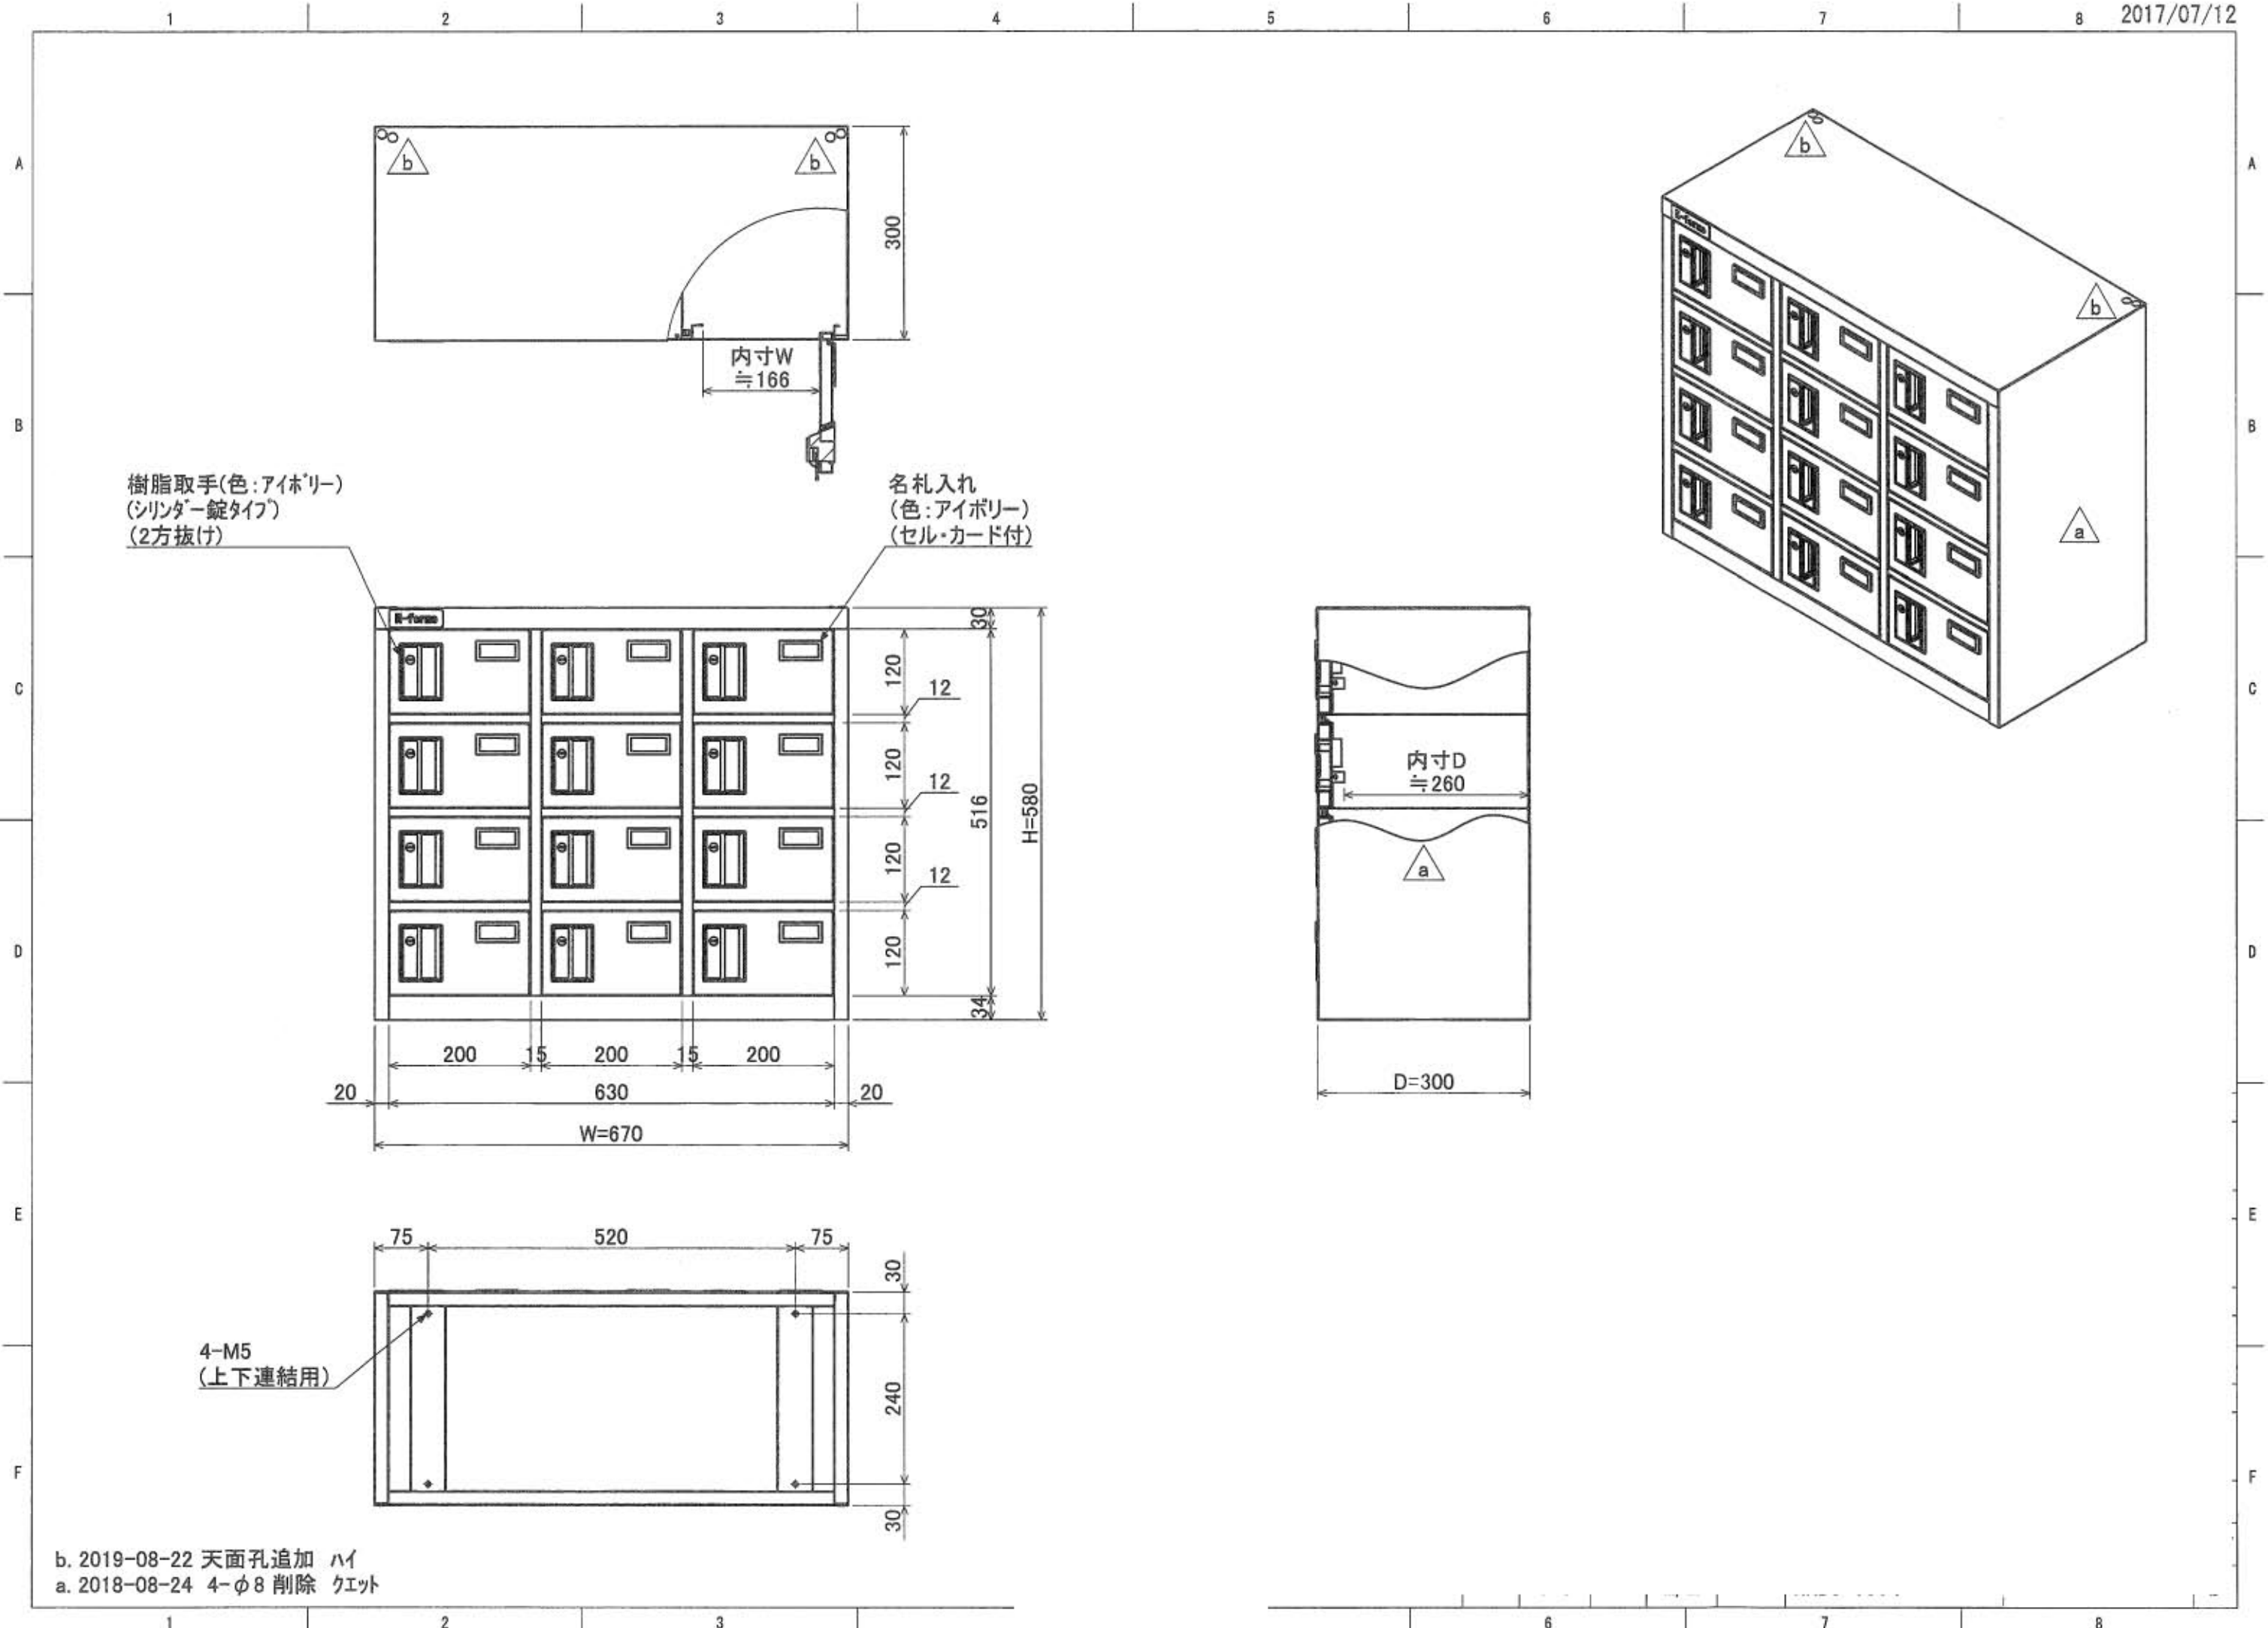 1 2 3 4 5 6 7 8 2017/07/12
A A
b b
b
b
300
内寸W
≒166
B B
樹脂取手(色:アイボリー)
(シリンダー錠タイプ)
(2方抜け)
名札入れ
(色:アイボリー)
(セル・カード付)
a
30
C C
120
12
120
12
120
12
120
516
H=580
34
内寸D
≒260
a
D D
200 15 200 15 200
20 630 20
W=670
D=300
E E
75 520 75
30
4-M5
(上下連結用)
240
F F
30
b. 2019-08-22 天面孔追加 ハイ
a. 2018-08-24 4-φ8 削除 クエット
1 2 3 6 7 8